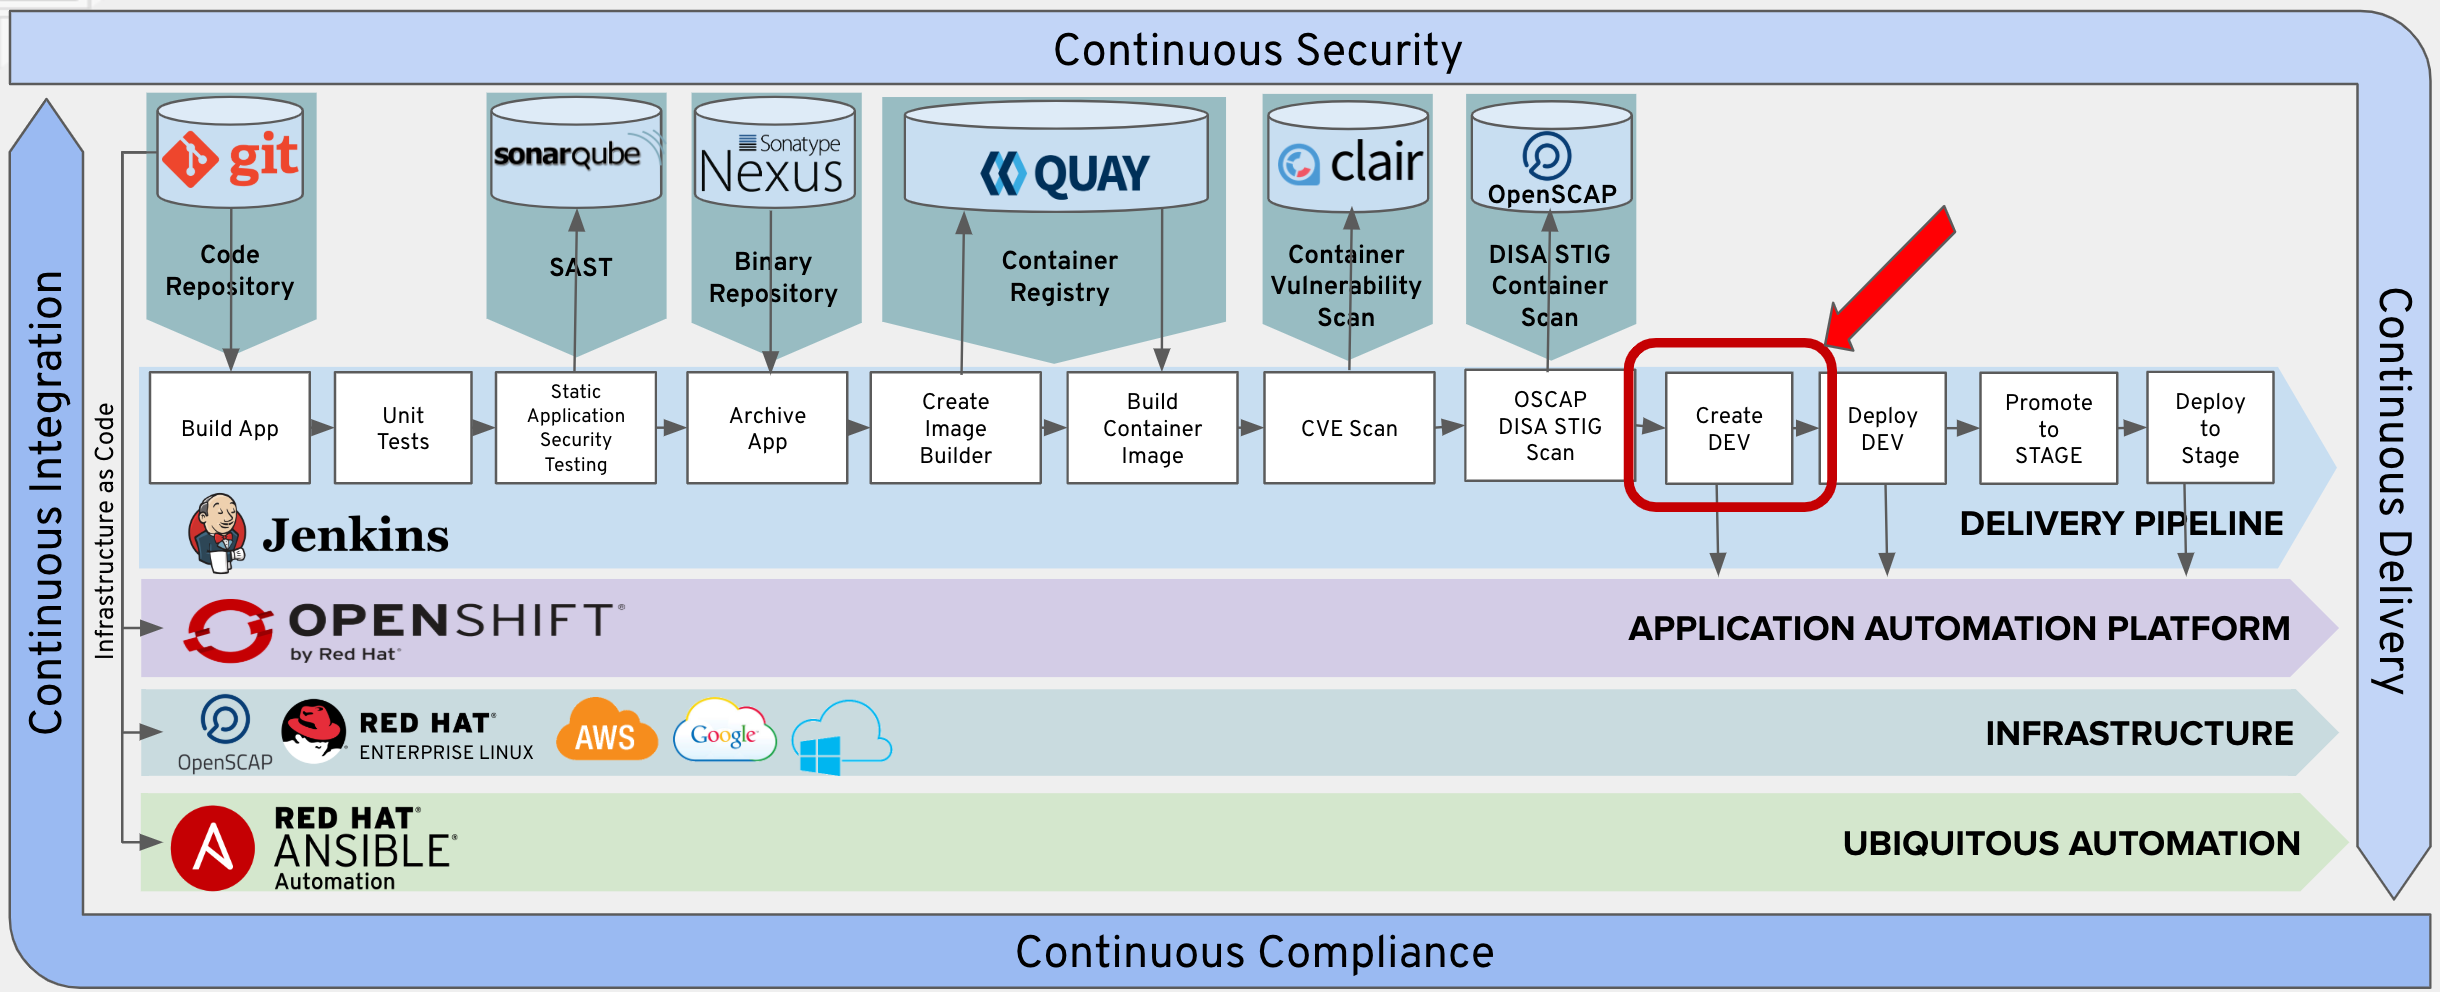 Continuous Security
Continuous Integration
Infrastructure as Code
git
Code
Repository
sonarqube
SAST
Sonatype
Nexus
Binary
Repository
QUAY
Container
Registry
clair
Container
Vulnerability
Scan
OpenSCAP
DISA STIG
Container
Scan
Build App
Unit
Tests
Static
Application
Security
Testing
Archive
App
Create
Image
Builder
Build
Container
Image
CVE Scan
OSCAP
DISA STIG
Scan
Create
DEV
Deploy
DEV
Promote
to
STAGE
Deploy
to
Stage
Jenkins
DELIVERY PIPELINE
OPENSHIFT®
by Red Hat®
APPLICATION AUTOMATION PLATFORM
OpenSCAP
RED HAT®
ENTERPRISE LINUX
AWS
Google
INFRASTRUCTURE
A
RED HAT®
ANSIBLE®
Automation
UBIQUITOUS AUTOMATION
Continuous Delivery
Continuous Compliance